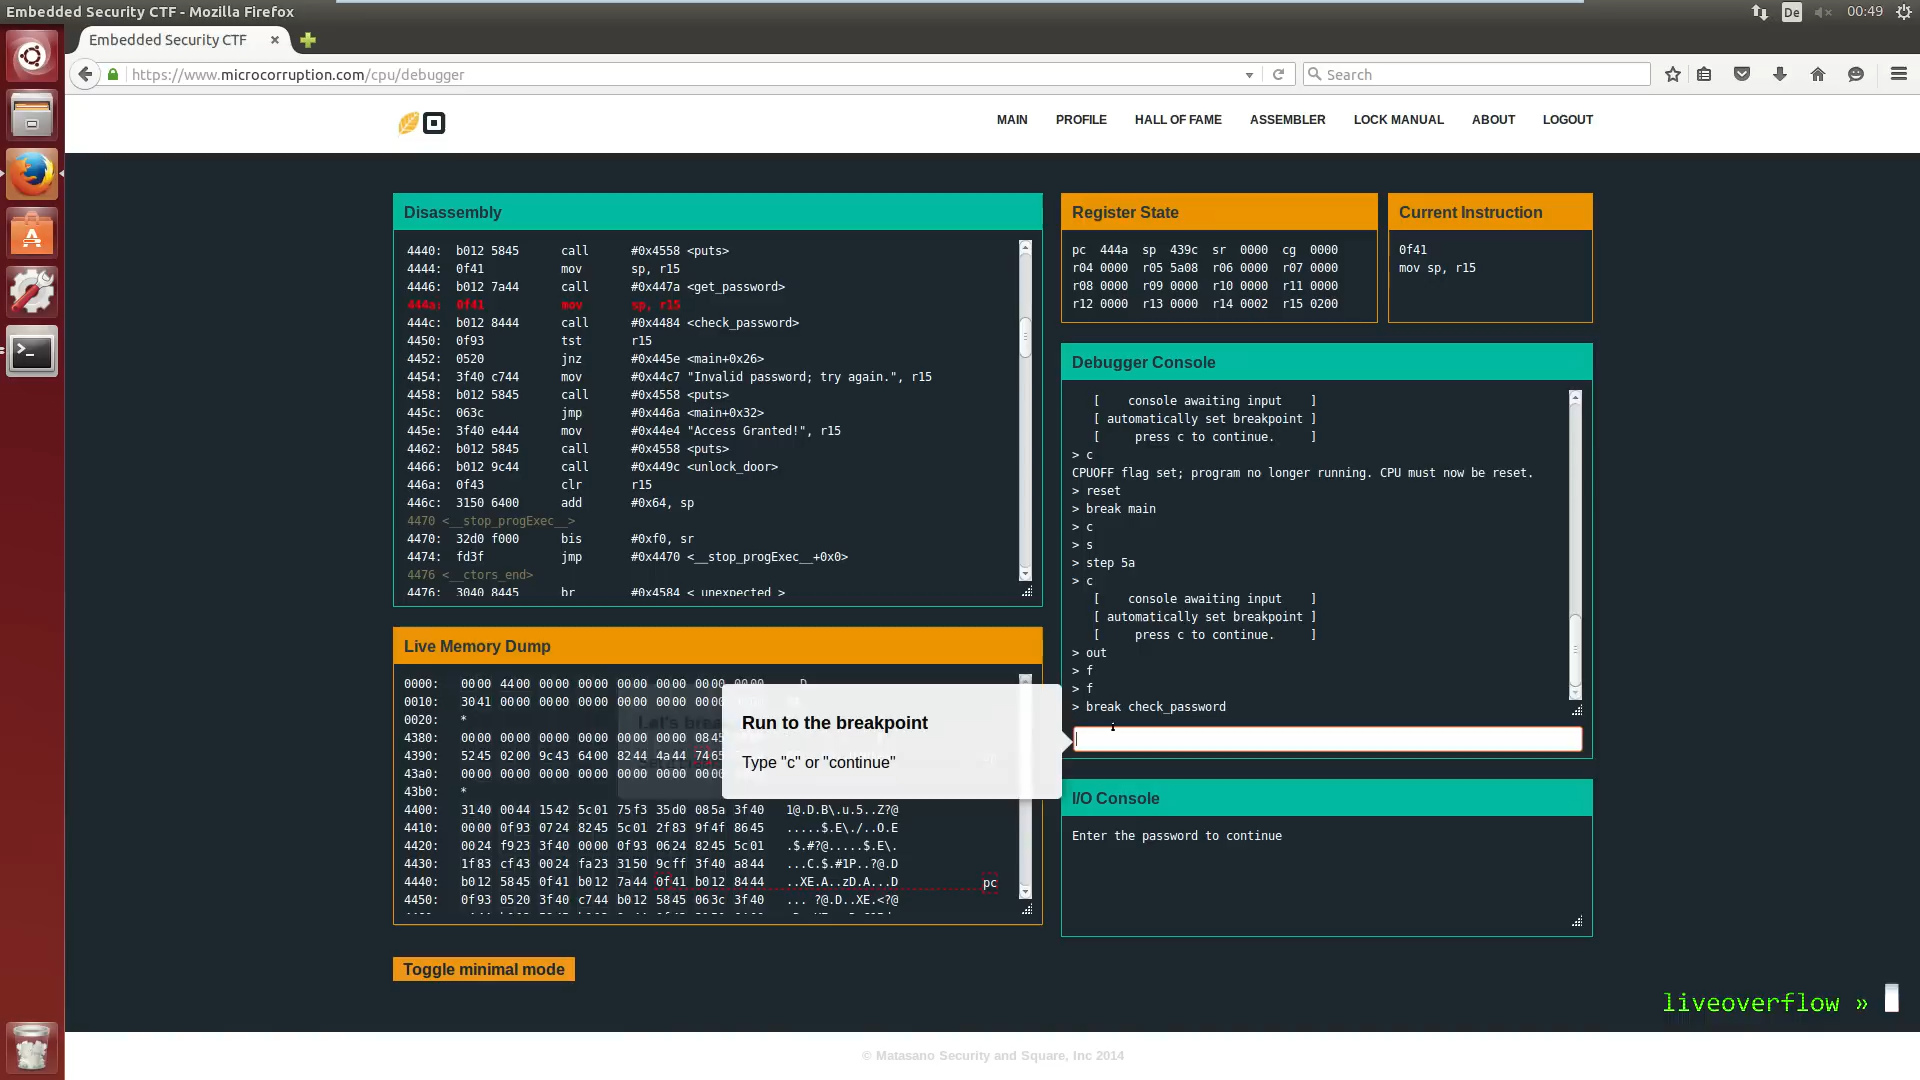 Embedded Security CTF - Mozilla Firefox
De
00:49
Embedded Security CTF
https://www.microcorruption.com/cpu/debugger
Search
MAIN PROFILE HALL OF FAME ASSEMBLER LOCK MANUAL ABOUT LOGOUT
Disassembly
4440: b012 5845 call #0x4558 <puts>
4444: 0f41 mov sp, r15
4446: b012 7a44 call #0x447a <get_password>
444a: 0f41 mov sp, r15
444c: b012 8444 call #0x4484 <check_password>
4450: 0f93 tst r15
4452: 0520 jnz #0x445e <main+0x26>
4454: 3f40 c744 mov #0x44c7 "Invalid password; try again.", r15
4458: b012 5845 call #0x4558 <puts>
445c: 063c jmp #0x446a <main+0x32>
445e: 3f40 e444 mov #0x44e4 "Access Granted!", r15
4462: b012 5845 call #0x4558 <puts>
4466: b012 9c44 call #0x449c <unlock_door>
446a: 0f43 clr r15
446c: 3150 6400 add #0x64, sp
4470 <__stop_progExec__>
4470: 32d0 f000 bis #0xf0, sr
4474: fd3f jmp #0x4470 <__stop_progExec__+0x0>
4476 <__ctors_end>
4476: 3040 8445 br #0x4584 <_unexpected_>
Register State
pc 444a sp 439c sr 0000 cg 0000
r04 0000 r05 5a08 r06 0000 r07 0000
r08 0000 r09 0000 r10 0000 r11 0000
r12 0000 r13 0000 r14 0002 r15 0200
Current Instruction
0f41
mov sp, r15
Debugger Console
[ console awaiting input ]
[ automatically set breakpoint ]
[ press c to continue. ]
> c
CPUOFF flag set; program no longer running. CPU must now be reset.
> reset
> break main
> c
> s
> step 5a
> c
[ console awaiting input ]
[ automatically set breakpoint ]
[ press c to continue. ]
> out
> f
> f
> break check_password
Live Memory Dump
0000: 0000 4400 0000 0000 0000 0000 0000 0000 ..D
0010: 3041 0000 0000 0000 0000 0000 0000
0020: *
4380: 0000 0000 0000 0000 0000 0000 0000 0845
4390: 5245 0200 9c43 6400 8244 4a44 7465
43a0: 0000 0000 0000 0000
43b0: *
4400: 3140 0044 1542 5c01 75f3 35d0 085a 3f40 1@.D.B\.u.5..Z?@
4410: 0000 0f93 0724 8245 5c01 2f83 9f4f 8645 .....$.E\./..O.E
4420: 0024 f923 3f40 0000 0f93 0624 8245 5c01 .$.#?@.....$.E\.
4430: 1f83 cf43 0024 fa23 3150 9cff 3f40 a844 ...C.$.#1P..?@.D
4440: b012 5845 0f41 b012 7a44 0f41 b012 8444 ..XE.A..zD.A...D pc
4450: 0f93 0520 3f40 c744 b012 5845 063c 3f40 ... ?@.D..XE.<?@
Run to the breakpoint
Type "c" or "continue"
I/O Console
Enter the password to continue
Toggle minimal mode
liveoverflow »
© Matasano Security and Square, Inc 2014